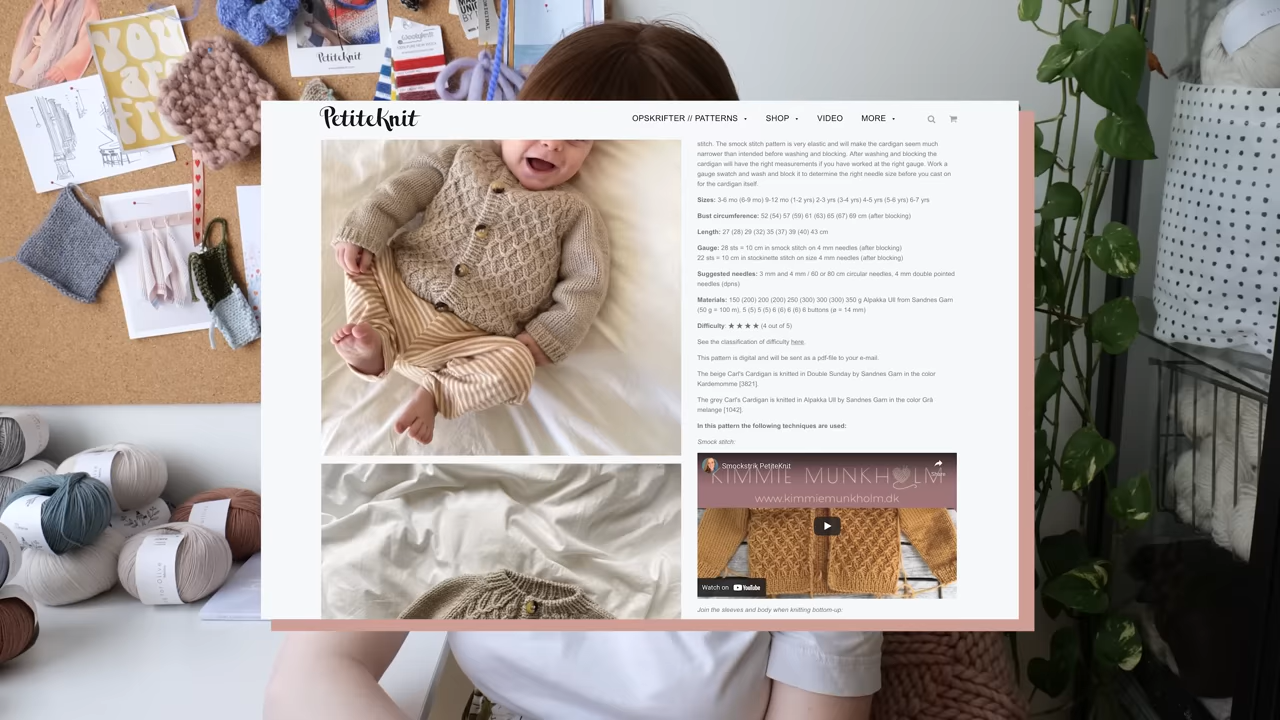 YOU
are
PetiteKnit
PetiteKnit
OPSKRIFTER // PATTERNS
SHOP
VIDEO
MORE
stitch. The smock stitch pattern is very elastic and will make the cardigan seem much
narrower than intended before washing and blocking. After washing and blocking the
cardigan will have the right measurements if you have worked at the right gauge. Work a
gauge swatch and wash and block it to determine the right needle size before you cast on
for the cardigan itself.
Sizes: 3-6 mo (6-9 mo) 9-12 mo (1-2 yrs) 2-3 yrs (3-4 yrs) 4-5 yrs (5-6 yrs) 6-7 yrs
Bust circumference: 52 (54) 57 (59) 61 (63) 65 (67) 69 cm (after blocking)
Length: 27 (28) 29 (32) 35 (37) 39 (40) 43 cm
Gauge: 28 sts = 10 cm in smock stitch on 4 mm needles (after blocking)
22 sts = 10 cm in stockinette stitch on size 4 mm needles (after blocking)
Suggested needles: 3 mm and 4 mm / 60 or 80 cm circular needles, 4 mm double pointed
needles (dpns)
Materials: 150 (200) 200 (200) 250 (300) 300 (300) 350 g Alpakka Ull from Sandnes Garn
(50 g = 100 m), 5 (5) 5 (5) 6 (6) 6 (6) 6 buttons (ø = 14 mm)
Difficulty: ★ ★ ★ ★ (4 out of 5)
See the classification of difficulty here.
This pattern is digital and will be sent as a pdf-file to your e-mail.
The beige Carl's Cardigan is knitted in Double Sunday by Sandnes Garn in the color
Kardemomme [3821].
The grey Carl's Cardigan is knitted in Alpakka Ull by Sandnes Garn in the color Grå
melange [1042].
In this pattern the following techniques are used:
Smock stitch:
Smockstrik PetiteKnit
Share
KIMMIE MUNKHOLM
www.kimmiemunkholm.dk
Watch on YouTube
Join the sleeves and body when knitting bottom-up: